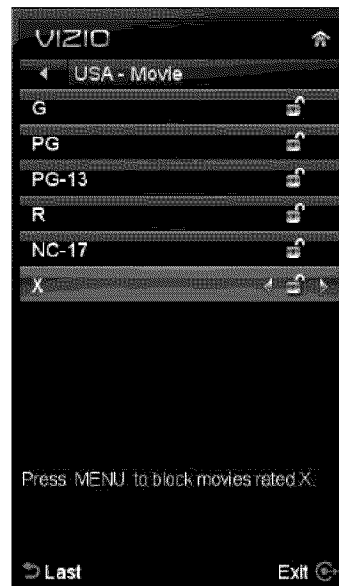 VIZIO
USA - Movie
G
PG
PG-13
R
NC-17
X
Press MENU to block movies rated X.
Last Exit